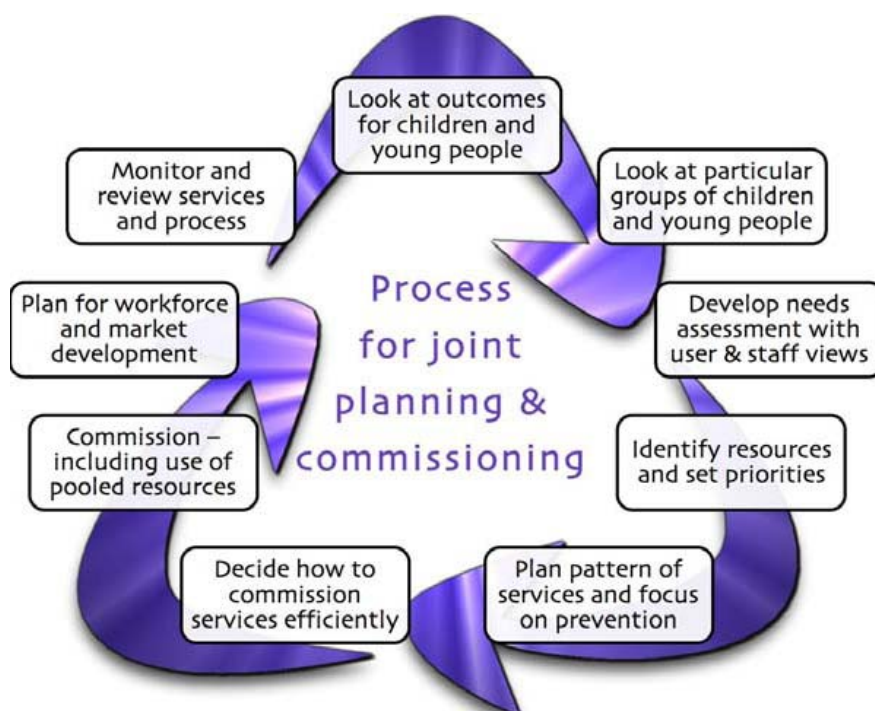 Look at outcomes
for children and
young people
Look at particular
groups of children
and young people
Develop needs
assessment with
user & staff views
Identify resources
and set priorities
Plan pattern of
services and focus
on prevention
Decide how to
commission
services efficiently
Commission –
including use of
pooled resources
Plan for workforce
and market
development
Monitor and
review services
and process
Process
for joint
planning &
commissioning